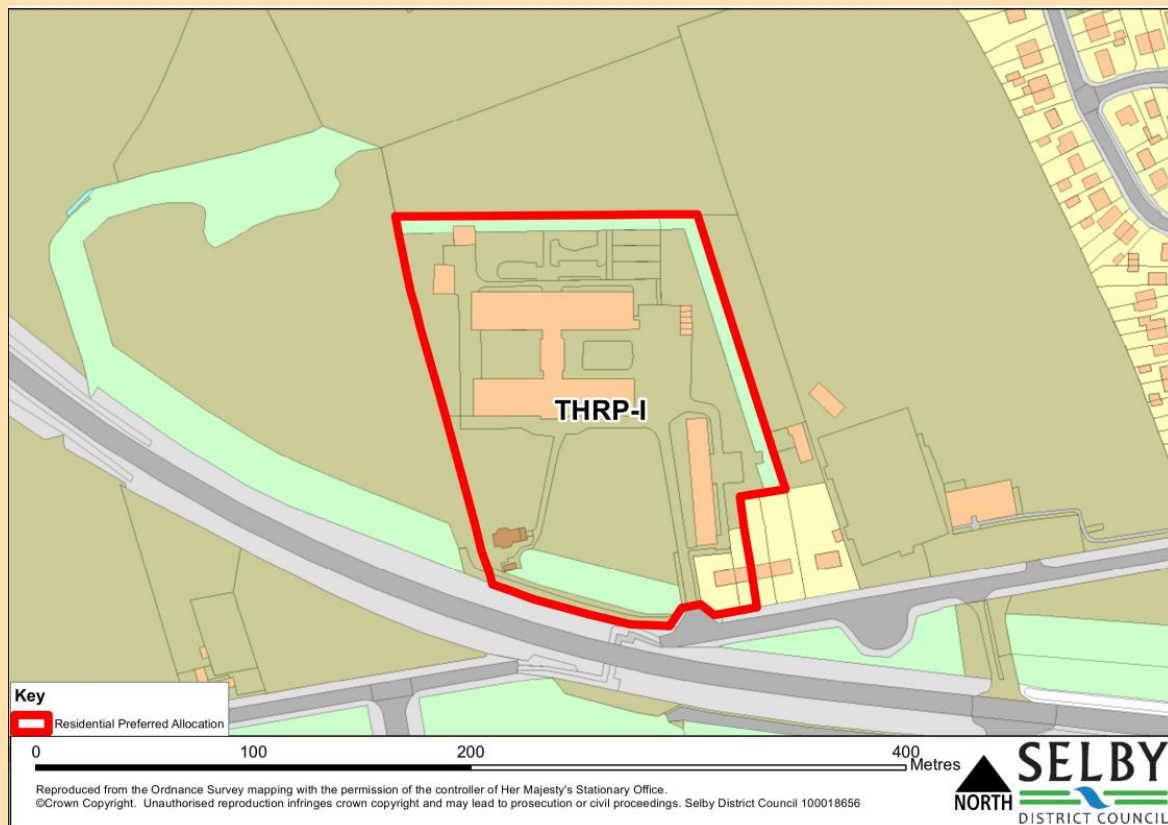 THRP-I
Key
Residential Preferred Allocation
0 100 200 400 Metres
Reproduced from the Ordnance Survey mapping with the permission of the controller of Her Majesty's Stationary Office.
©Crown Copyright. Unauthorised reproduction infringes crown copyright and may lead to prosecution or civil proceedings. Selby District Council 100018656
NORTH
SELBY
DISTRICT COUNCIL